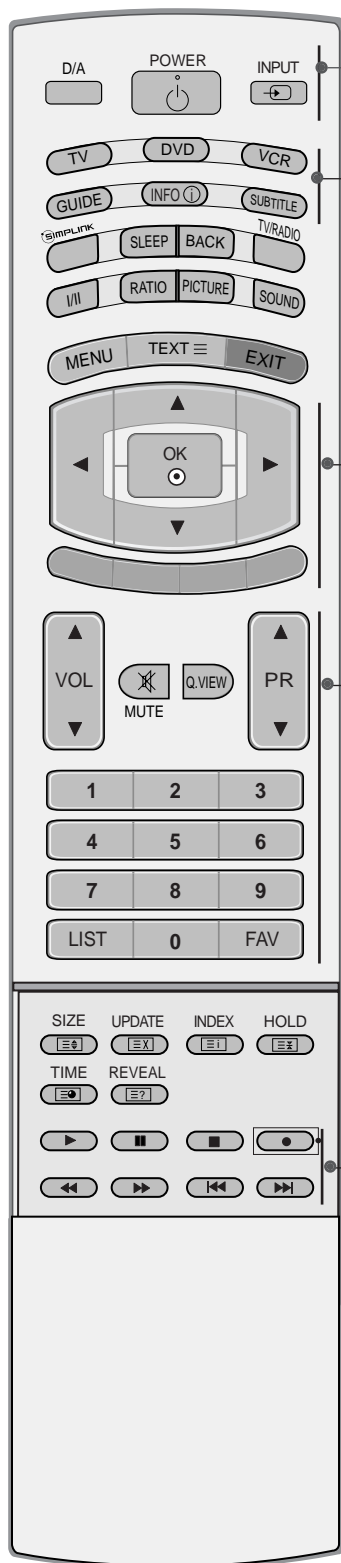 D/A POWER INPUT
TV DVD VCR
GUIDE INFO i SUBTITLE
SIMPLINK SLEEP BACK TV/RADIO
I/II RATIO PICTURE SOUND
MENU TEXT EXIT
OK
VOL MUTE Q.VIEW PR
1 2 3
4 5 6
7 8 9
LIST 0 FAV
SIZE UPDATE INDEX HOLD
X i
TIME REVEAL
?